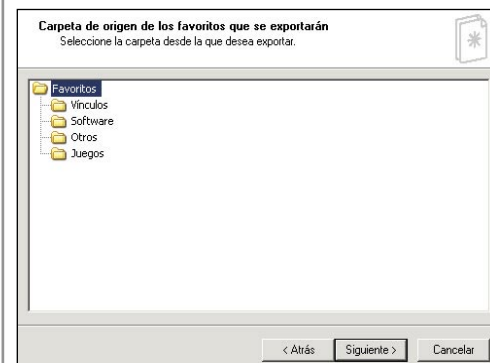 Carpeta de origen de los favoritos que se exportarán
Seleccione la carpeta desde la que desea exportar.
Favoritos
Vínculos
Software
Otros
Juegos
< Atrás Siguiente > Cancelar